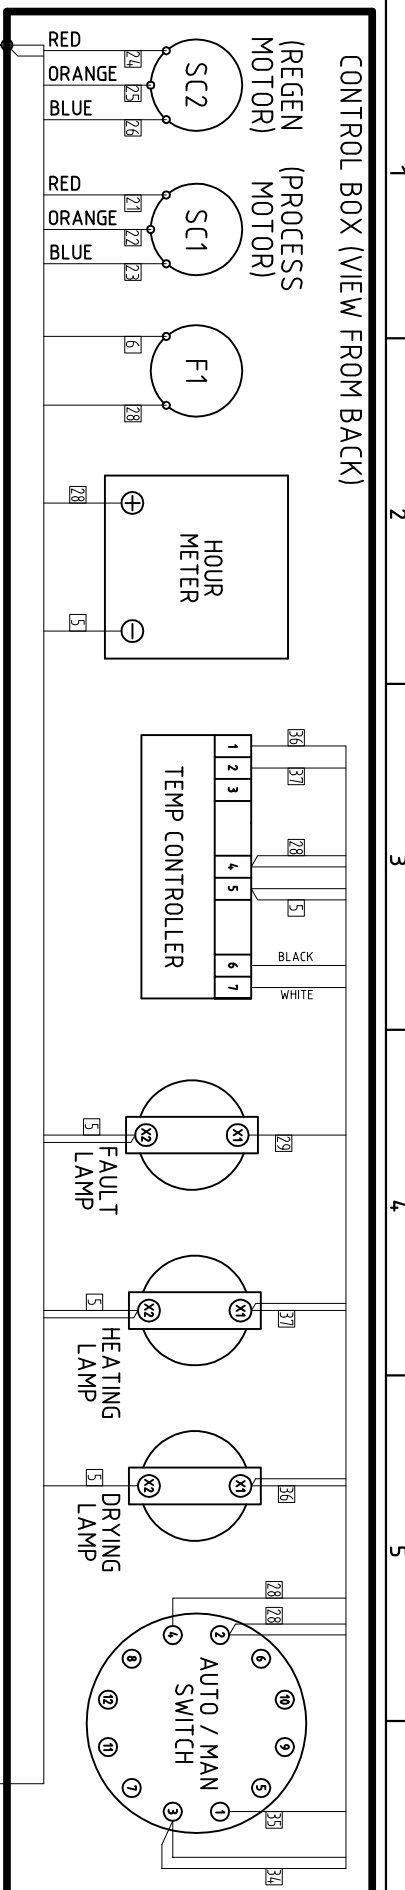 CONTROL BOX (VIEW FROM BACK)
1
2
3
4
5
RED
24
ORANGE
25
BLUE
26
SC2
(REGEN
MOTOR)
RED
21
ORANGE
22
BLUE
23
SC1
(PROCESS
MOTOR)
6
28
F1
28
5
+
−
HOUR
METER
TEMP CONTROLLER
1
2
3
4
5
6
7
36
37
28
5
BLACK
WHITE
5
X2
X1
29
FAULT
LAMP
5
X2
X1
37
HEATING
LAMP
5
X2
X1
36
DRYING
LAMP
28
28
4
2
8
6
12
10
AUTO / MAN
SWITCH
11
9
7
5
3
1
35
34